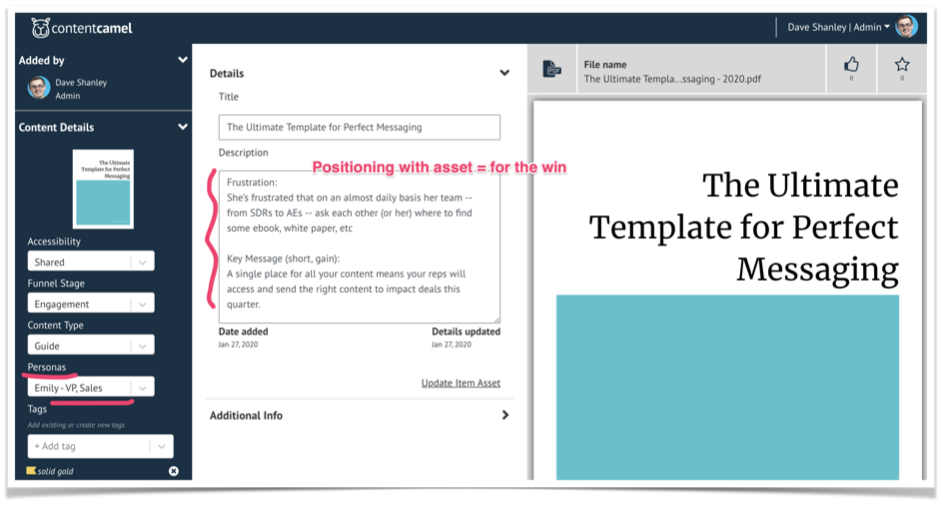 contentcamel
Dave Shanley | Admin
Added by
Dave Shanley
Admin
Content Details
The Ultimate
Template for Perfect
Messaging
Accessibility
Shared
Funnel Stage
Engagement
Content Type
Guide
Personas
Emily - VP, Sales
Tags
Add existing or create new tags
+ Add tag
solid gold
Details
Title
The Ultimate Template for Perfect Messaging
Description
Positioning with asset = for the win
Frustration:
She's frustrated that on an almost daily basis her team --
from SDRs to AEs -- ask each other (or her) where to find
some ebook, white paper, etc
Key Message (short, gain):
A single place for all your content means your reps will
access and send the right content to impact deals this
quarter.
Date added
Jan 27, 2020
Details updated
Jan 27, 2020
Update Item Asset
Additional Info
PDF
File name
The Ultimate Templa...ssaging - 2020.pdf
0
0
The Ultimate
Template for Perfect
Messaging